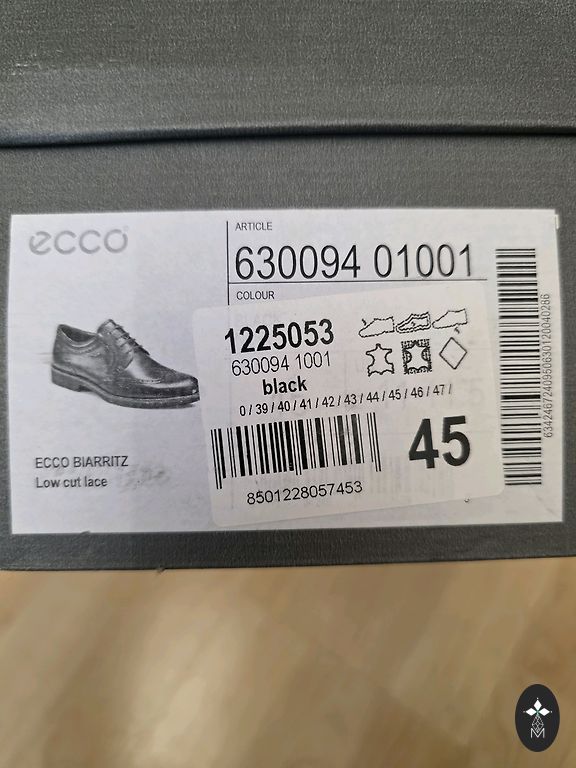 ecco
ARTICLE
630094 01001
COLOUR
1225053
630094 1001
black
0 / 39 / 40 / 41 / 42 / 43 / 44 / 45 / 46 / 47 /
45
8501228057453
ECCO BIARRITZ
Low cut lace
M